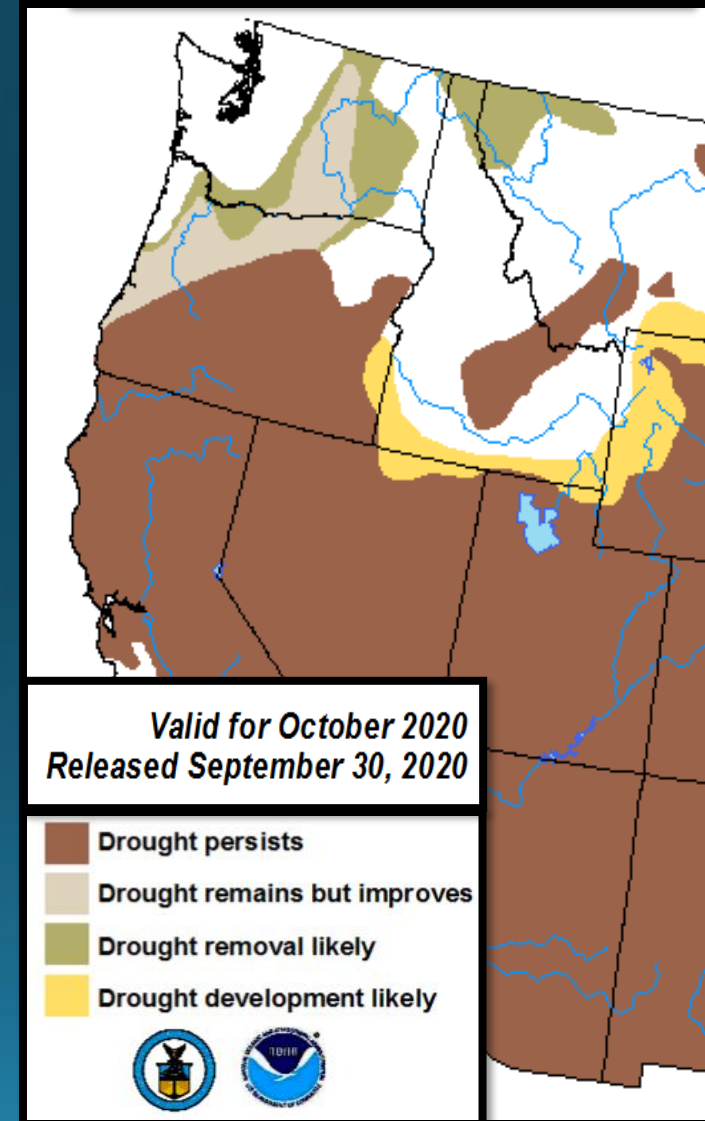 Valid for October 2020
Released September 30, 2020
Drought persists
Drought remains but improves
Drought removal likely
Drought development likely